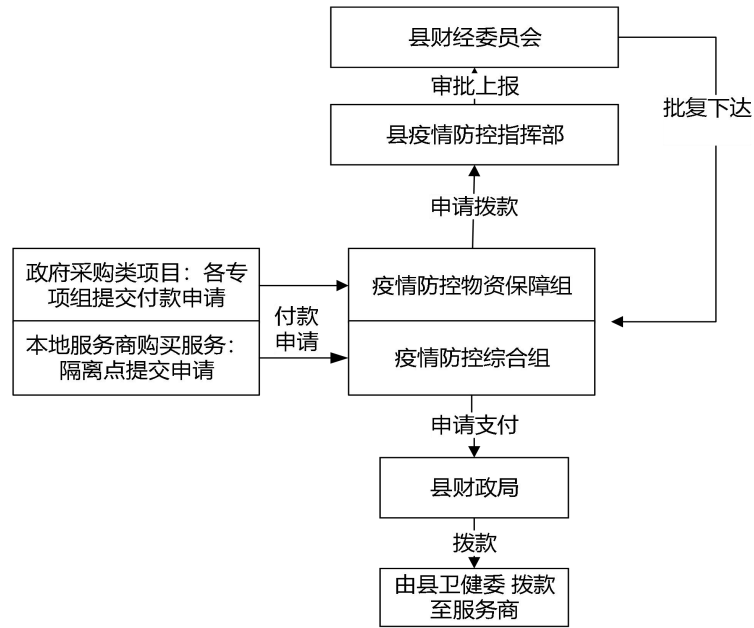 县财经委员会
审批上报
批复下达
县疫情防控指挥部
申请拨款
政府采购类项目：各专
项组提交付款申请
疫情防控物资保障组
付款
申请
本地服务商购买服务：
隔离点提交申请
疫情防控综合组
申请支付
县财政局
拨款
由县卫健委 拨款
至服务商